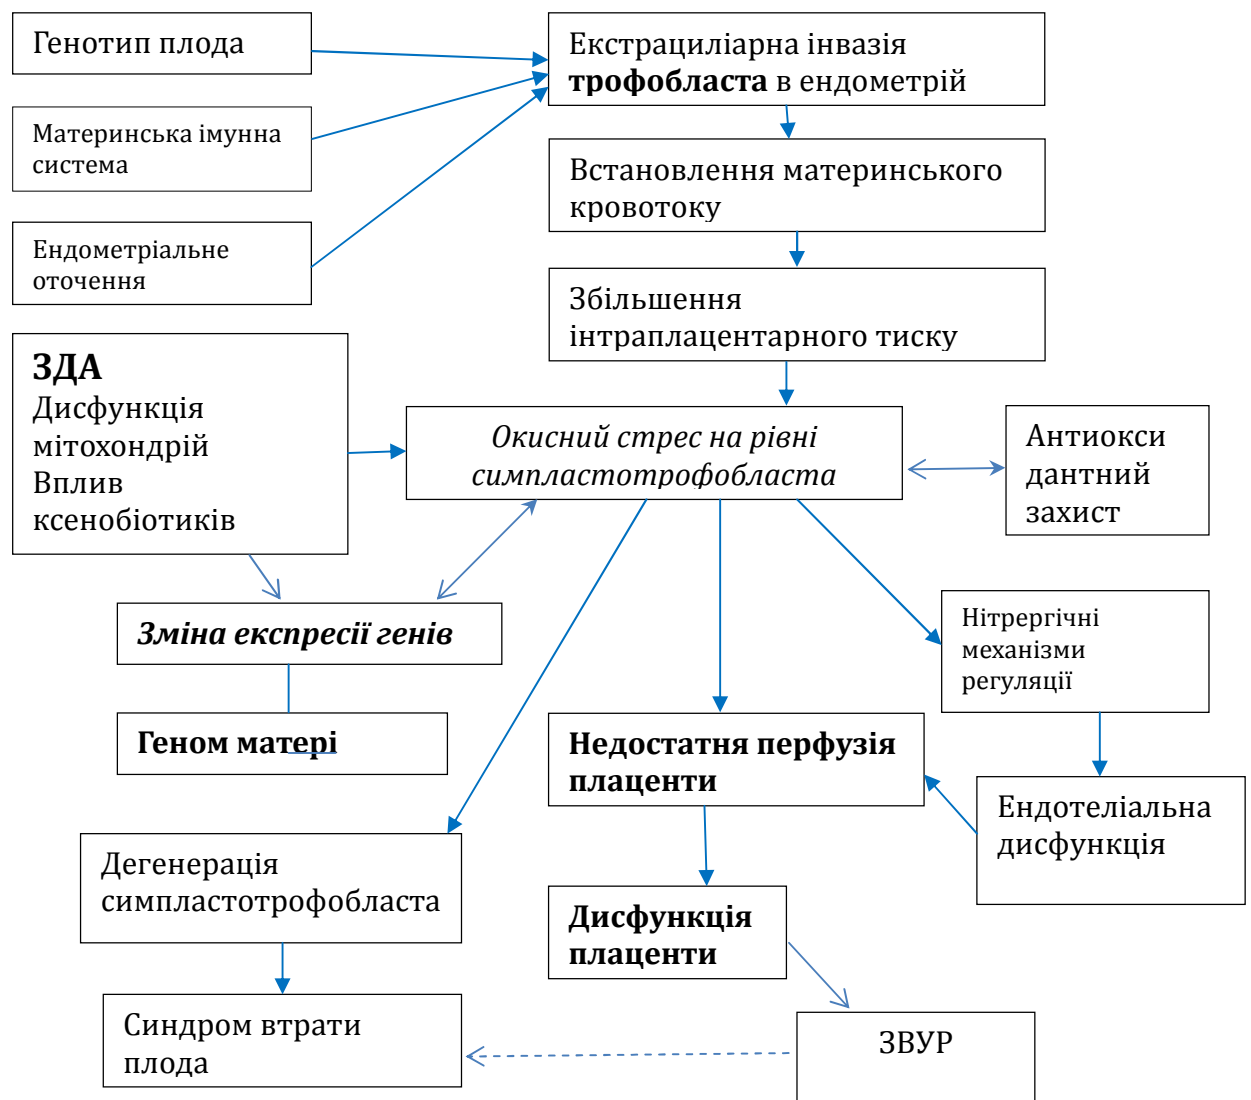 Генотип плода
Екстрациліарна інвазія
трофобласта в ендометрій
Материнська імунна
система
Встановлення материнського
кровотоку
Ендометріальне
оточення
Збільшення
інтраплацентарного тиску
ЗДА
Дисфункція
мітохондрій
Вплив
ксенобіотиків
Окисний стрес на рівні
симпластотрофобласта
Антиокси
дантний
захист
Зміна експресії генів
Нітрергічні
механізми
регуляції
Геном матері
Недостатня перфузія
плаценти
Ендотеліальна
дисфункція
Дегенерація
симпластотрофобласта
Дисфункція
плаценти
Синдром втрати
плода
ЗВУР